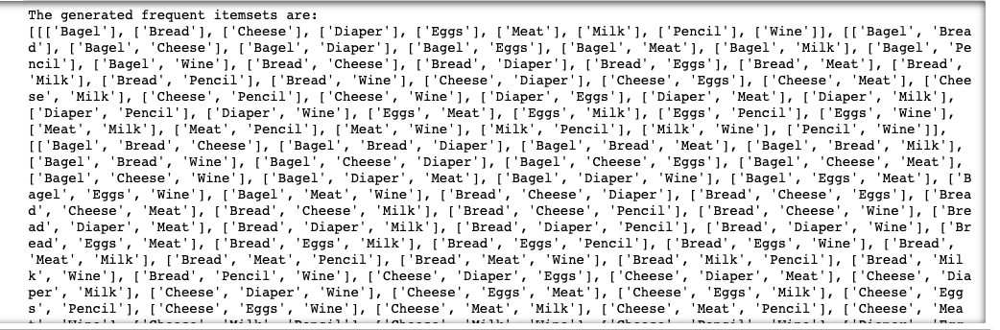 The generated frequent itemsets are:
[[['Bagel'], ['Bread'], ['Cheese'], ['Diaper'], ['Eggs'], ['Meat'], ['Milk'], ['Pencil'], ['Wine']], [['Bagel', 'Brea
d'], ['Bagel', 'Cheese'], ['Bagel', 'Diaper'], ['Bagel', 'Eggs'], ['Bagel', 'Meat'], ['Bagel', 'Milk'], ['Bagel', 'Pe
ncil'], ['Bagel', 'Wine'], ['Bread', 'Cheese'], ['Bread', 'Diaper'], ['Bread', 'Eggs'], ['Bread', 'Meat'], ['Bread',
'Milk'], ['Bread', 'Pencil'], ['Bread', 'Wine'], ['Cheese', 'Diaper'], ['Cheese', 'Eggs'], ['Cheese', 'Meat'], ['Chee
se', 'Milk'], ['Cheese', 'Pencil'], ['Cheese', 'Wine'], ['Diaper', 'Eggs'], ['Diaper', 'Meat'], ['Diaper', 'Milk'],
['Diaper', 'Pencil'], ['Diaper', 'Wine'], ['Eggs', 'Meat'], ['Eggs', 'Milk'], ['Eggs', 'Pencil'], ['Eggs', 'Wine'],
['Meat', 'Milk'], ['Meat', 'Pencil'], ['Meat', 'Wine'], ['Milk', 'Pencil'], ['Milk', 'Wine'], ['Pencil', 'Wine']],
[['Bagel', 'Bread', 'Cheese'], ['Bagel', 'Bread', 'Diaper'], ['Bagel', 'Bread', 'Meat'], ['Bagel', 'Bread', 'Milk'],
['Bagel', 'Bread', 'Wine'], ['Bagel', 'Cheese', 'Diaper'], ['Bagel', 'Cheese', 'Eggs'], ['Bagel', 'Cheese', 'Meat'],
['Bagel', 'Cheese', 'Wine'], ['Bagel', 'Diaper', 'Meat'], ['Bagel', 'Diaper', 'Wine'], ['Bagel', 'Eggs', 'Meat'], ['B
agel', 'Eggs', 'Wine'], ['Bagel', 'Meat', 'Wine'], ['Bread', 'Cheese', 'Diaper'], ['Bread', 'Cheese', 'Eggs'], ['Brea
d', 'Cheese', 'Meat'], ['Bread', 'Cheese', 'Milk'], ['Bread', 'Cheese', 'Pencil'], ['Bread', 'Cheese', 'Wine'], ['Bre
ad', 'Diaper', 'Meat'], ['Bread', 'Diaper', 'Milk'], ['Bread', 'Diaper', 'Pencil'], ['Bread', 'Diaper', 'Wine'], ['Br
ead', 'Eggs', 'Meat'], ['Bread', 'Eggs', 'Milk'], ['Bread', 'Eggs', 'Pencil'], ['Bread', 'Eggs', 'Wine'], ['Bread',
'Meat', 'Milk'], ['Bread', 'Meat', 'Pencil'], ['Bread', 'Meat', 'Wine'], ['Bread', 'Milk', 'Pencil'], ['Bread', 'Mil
k', 'Wine'], ['Bread', 'Pencil', 'Wine'], ['Cheese', 'Diaper', 'Eggs'], ['Cheese', 'Diaper', 'Meat'], ['Cheese', 'Dia
per', 'Milk'], ['Cheese', 'Diaper', 'Wine'], ['Cheese', 'Eggs', 'Meat'], ['Cheese', 'Eggs', 'Milk'], ['Cheese', 'Egg
s', 'Pencil'], ['Cheese', 'Eggs', 'Wine'], ['Cheese', 'Meat', 'Milk'], ['Cheese', 'Meat', 'Pencil'], ['Cheese', 'Mea